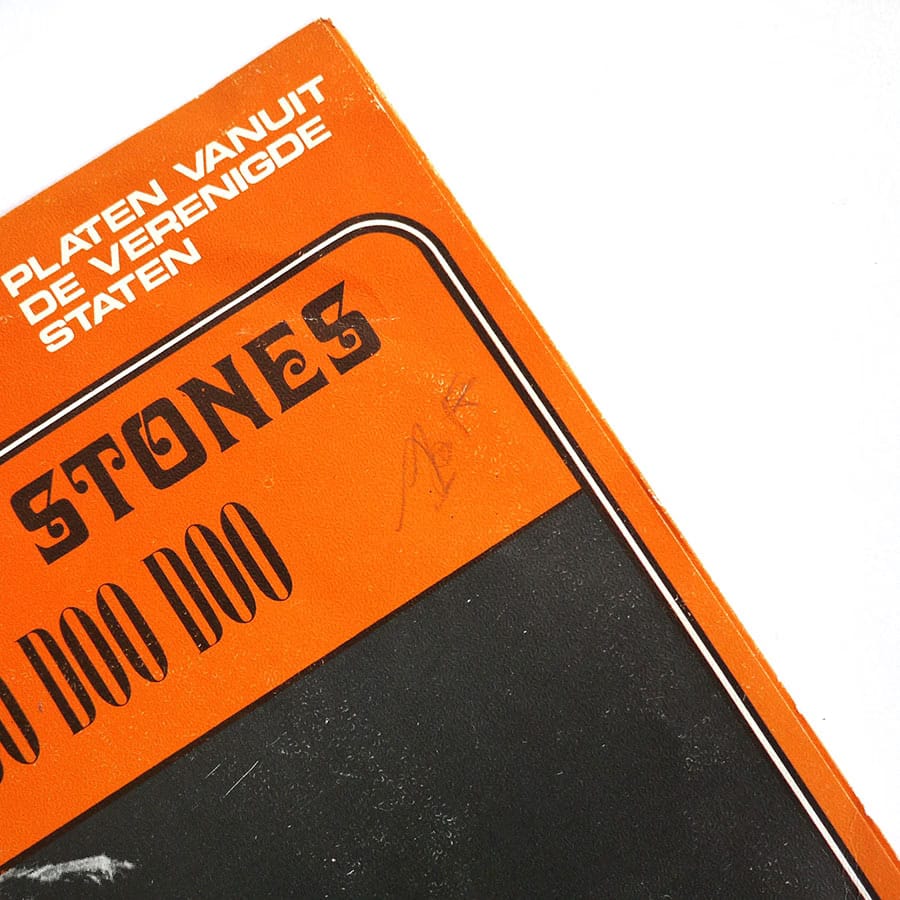 PLATEN VANUIT
DE VERENIGDE
STATEN
STONES
DOO DOO